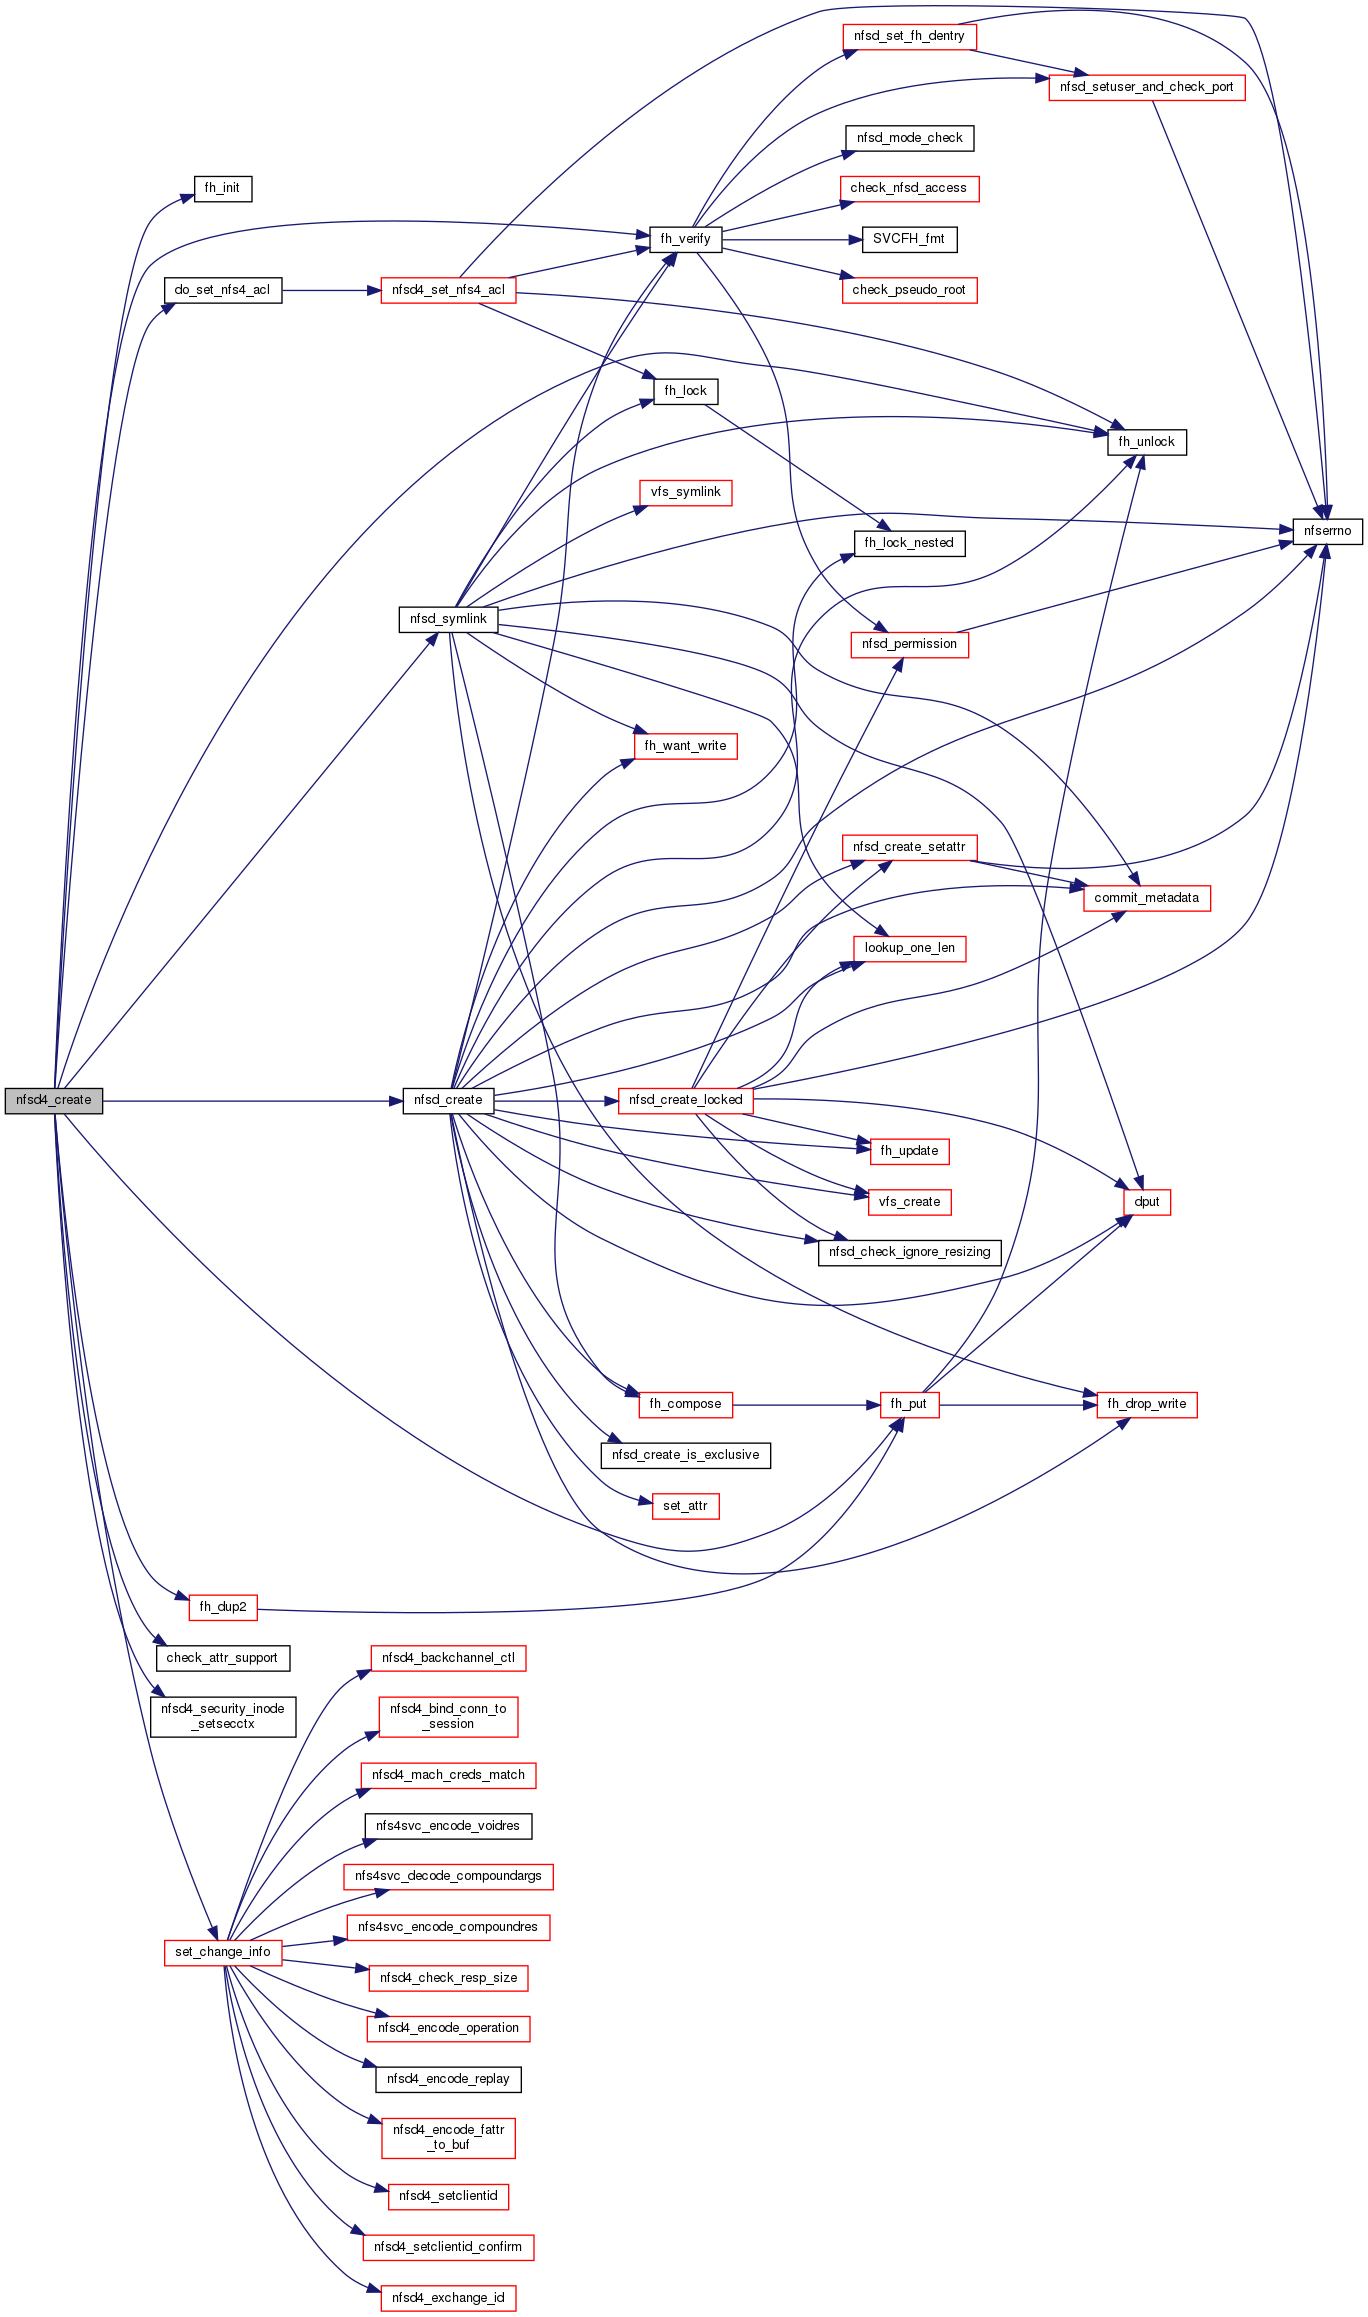 nfsd_set_fh_dentry
nfsd_setuser_and_check_port
nfsd_mode_check
fh_init
check_nfsd_access
fh_verify
SVCFH_fmt
do_set_nfs4_acl
nfsd4_set_nfs4_acl
check_pseudo_root
fh_lock
fh_unlock
vfs_symlink
nfserrno
fh_lock_nested
nfsd_symlink
nfsd_permission
fh_want_write
nfsd_create_setattr
commit_metadata
lookup_one_len
nfsd4_create
nfsd_create
nfsd_create_locked
fh_update
vfs_create
dput
nfsd_check_ignore_resizing
fh_compose
fh_put
fh_drop_write
nfsd_create_is_exclusive
set_attr
fh_dup2
check_attr_support
nfsd4_backchannel_ctl
nfsd4_security_inode
_setsecctx
nfsd4_bind_conn_to
_session
nfsd4_mach_creds_match
nfs4svc_encode_voidres
nfs4svc_decode_compoundargs
nfs4svc_encode_compoundres
set_change_info
nfsd4_check_resp_size
nfsd4_encode_operation
nfsd4_encode_replay
nfsd4_encode_fattr
_to_buf
nfsd4_setclientid
nfsd4_setclientid_confirm
nfsd4_exchange_id